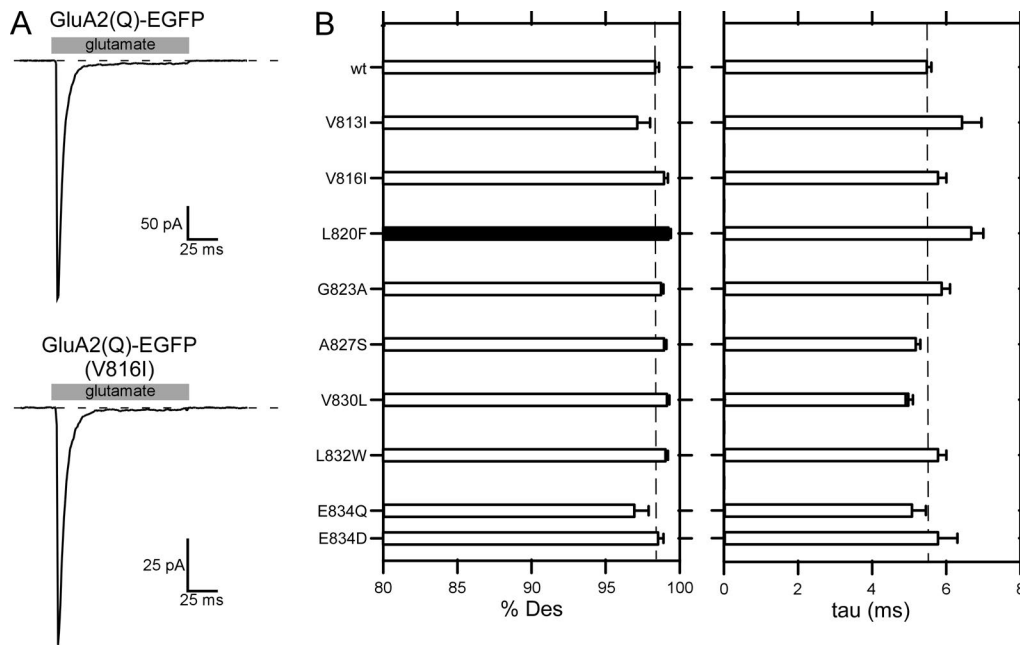 A
GluA2(Q)-EGFP
glutamate
50 pA
25 ms
GluA2(Q)-EGFP
(V816I)
glutamate
25 pA
25 ms
B
wt
V813I
V816I
L820F
G823A
A827S
V830L
L832W
E834Q
E834D
80 85 90 95 100
% Des
0 2 4 6 8
tau (ms)